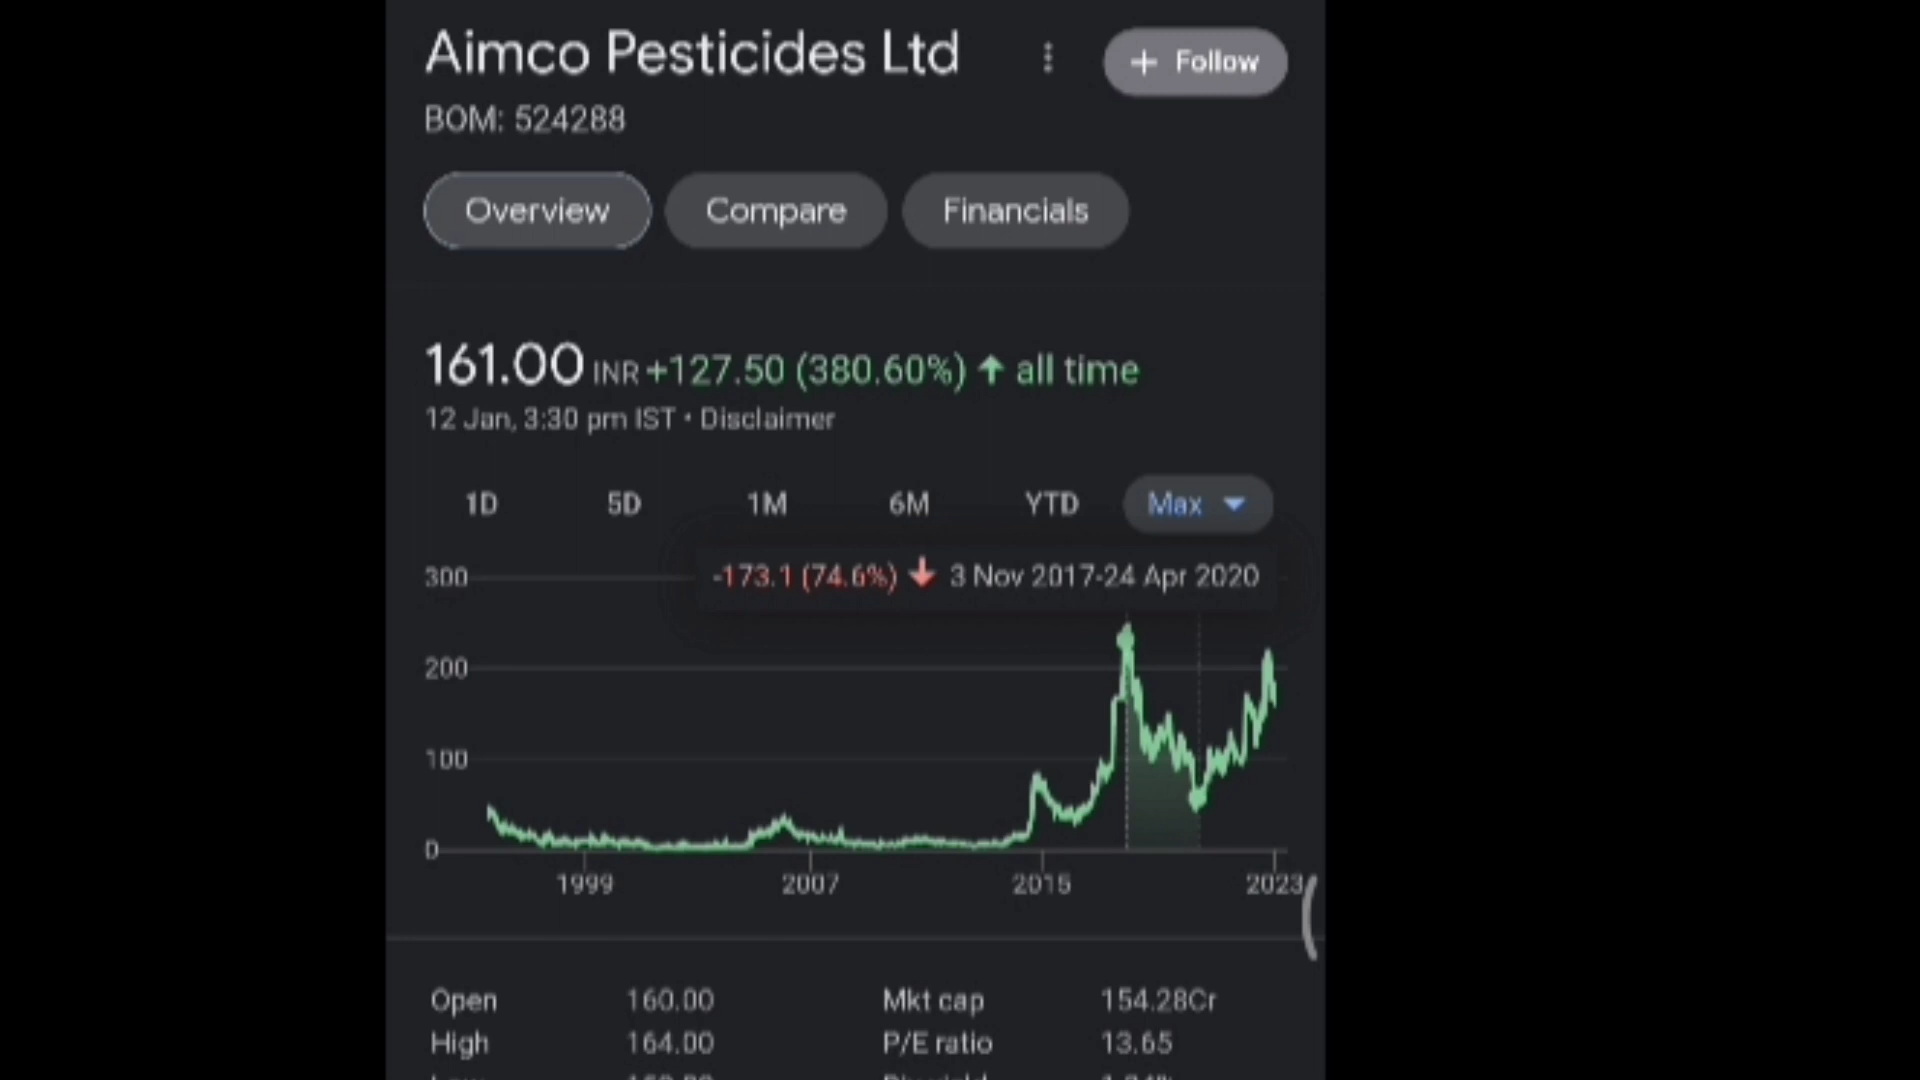 Aimco Pesticides Ltd
+ Follow
BOM: 524288
Overview Compare Financials
161.00 INR +127.50 (380.60%) ↑ all time
12 Jan, 3:30 pm IST • Disclaimer
1D 5D 1M 6M YTD Max
-173.1 (74.6%) ↓ 3 Nov 2017-24 Apr 2020
300
200
100
0
1999 2007 2015 2023
Open 160.00 Mkt cap 154.28Cr
High 164.00 P/E ratio 13.65